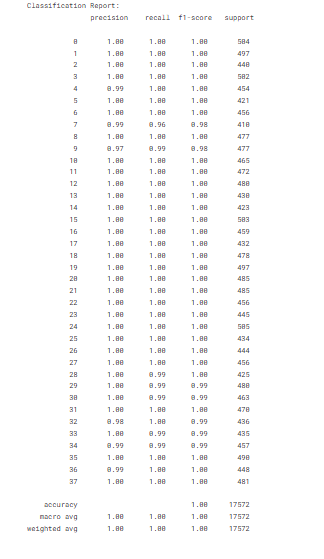 Classification Report:
precision recall f1-score support
0 1.00 1.00 1.00 504
1 1.00 1.00 1.00 497
2 1.00 1.00 1.00 440
3 1.00 1.00 1.00 502
4 0.99 1.00 1.00 454
5 1.00 1.00 1.00 421
6 1.00 1.00 1.00 456
7 0.99 0.96 0.98 410
8 1.00 1.00 1.00 477
9 0.97 0.99 0.98 477
10 1.00 1.00 1.00 465
11 1.00 1.00 1.00 472
12 1.00 1.00 1.00 480
13 1.00 1.00 1.00 430
14 1.00 1.00 1.00 423
15 1.00 1.00 1.00 503
16 1.00 1.00 1.00 459
17 1.00 1.00 1.00 432
18 1.00 1.00 1.00 478
19 1.00 1.00 1.00 497
20 1.00 1.00 1.00 485
21 1.00 1.00 1.00 485
22 1.00 1.00 1.00 456
23 1.00 1.00 1.00 445
24 1.00 1.00 1.00 505
25 1.00 1.00 1.00 434
26 1.00 1.00 1.00 444
27 1.00 1.00 1.00 456
28 1.00 0.99 1.00 425
29 1.00 0.99 0.99 480
30 1.00 0.99 0.99 463
31 1.00 1.00 1.00 470
32 0.98 1.00 0.99 436
33 1.00 0.99 0.99 435
34 0.99 0.99 0.99 457
35 1.00 1.00 1.00 490
36 0.99 1.00 1.00 448
37 1.00 1.00 1.00 481
accuracy 1.00 17572
macro avg 1.00 1.00 1.00 17572
weighted avg 1.00 1.00 1.00 17572